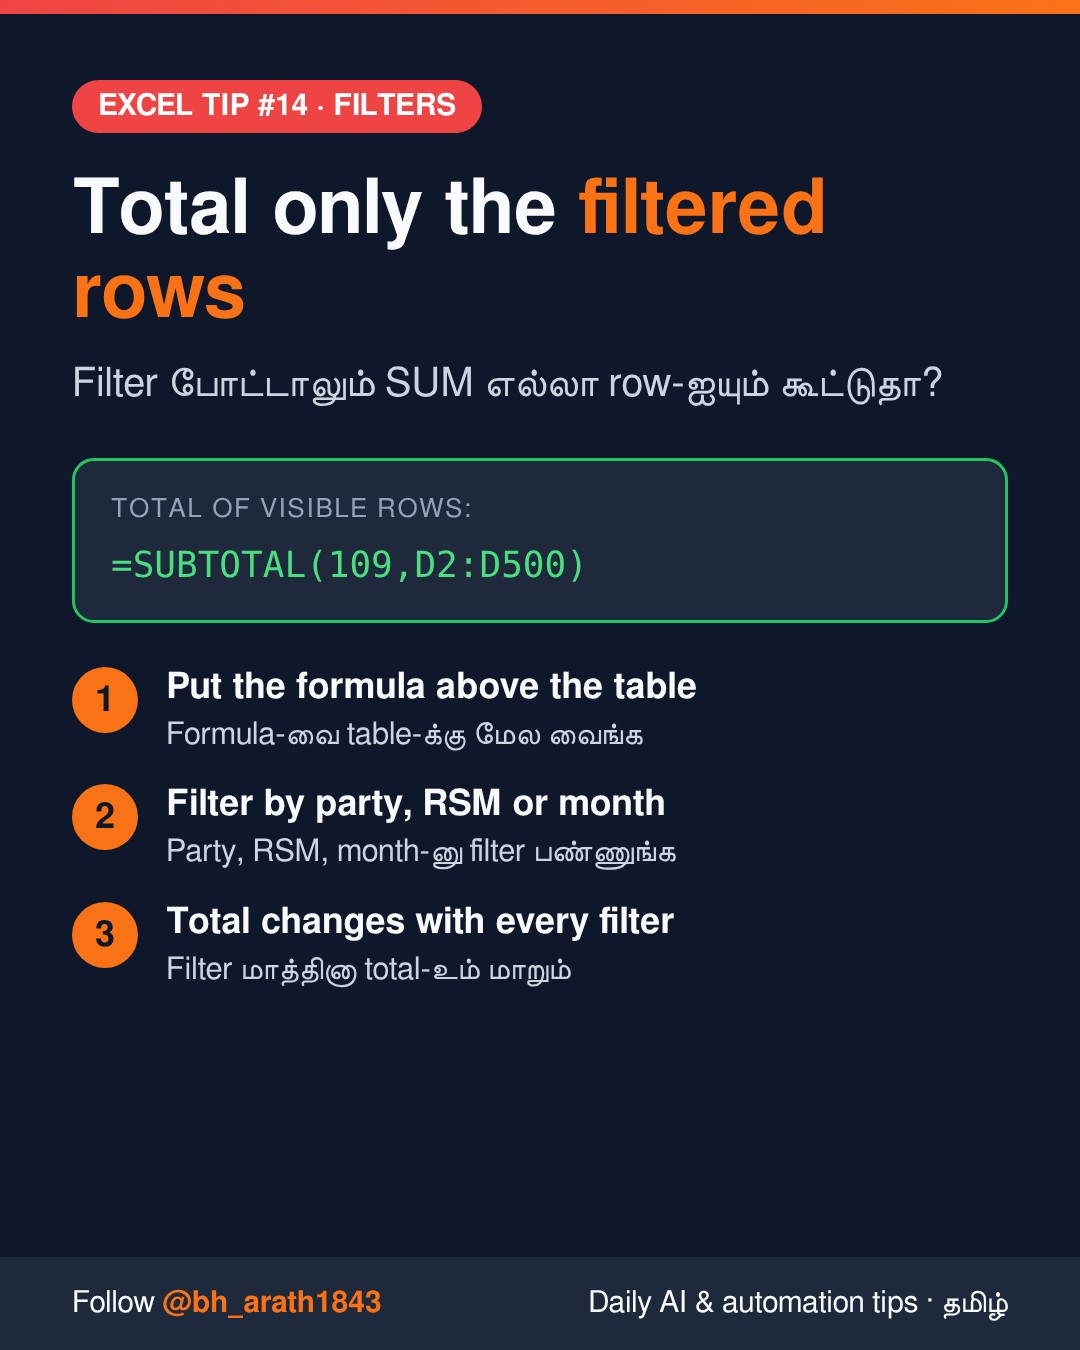 EXCEL TIP #14 · FILTERS
Total only the filtered
rows
Filter போட்டாலும் SUM எல்லா row-ஐயும் கூட்டுதா?
TOTAL OF VISIBLE ROWS:
=SUBTOTAL(109,D2:D500)
1
Put the formula above the table
Formula-வை table-க்கு மேல வைங்க
2
Filter by party, RSM or month
Party, RSM, month-னு filter பண்ணுங்க
3
Total changes with every filter
Filter மாத்தினா total-உம் மாறும்
Follow @bh_arath1843
Daily AI & automation tips · தமிழ்